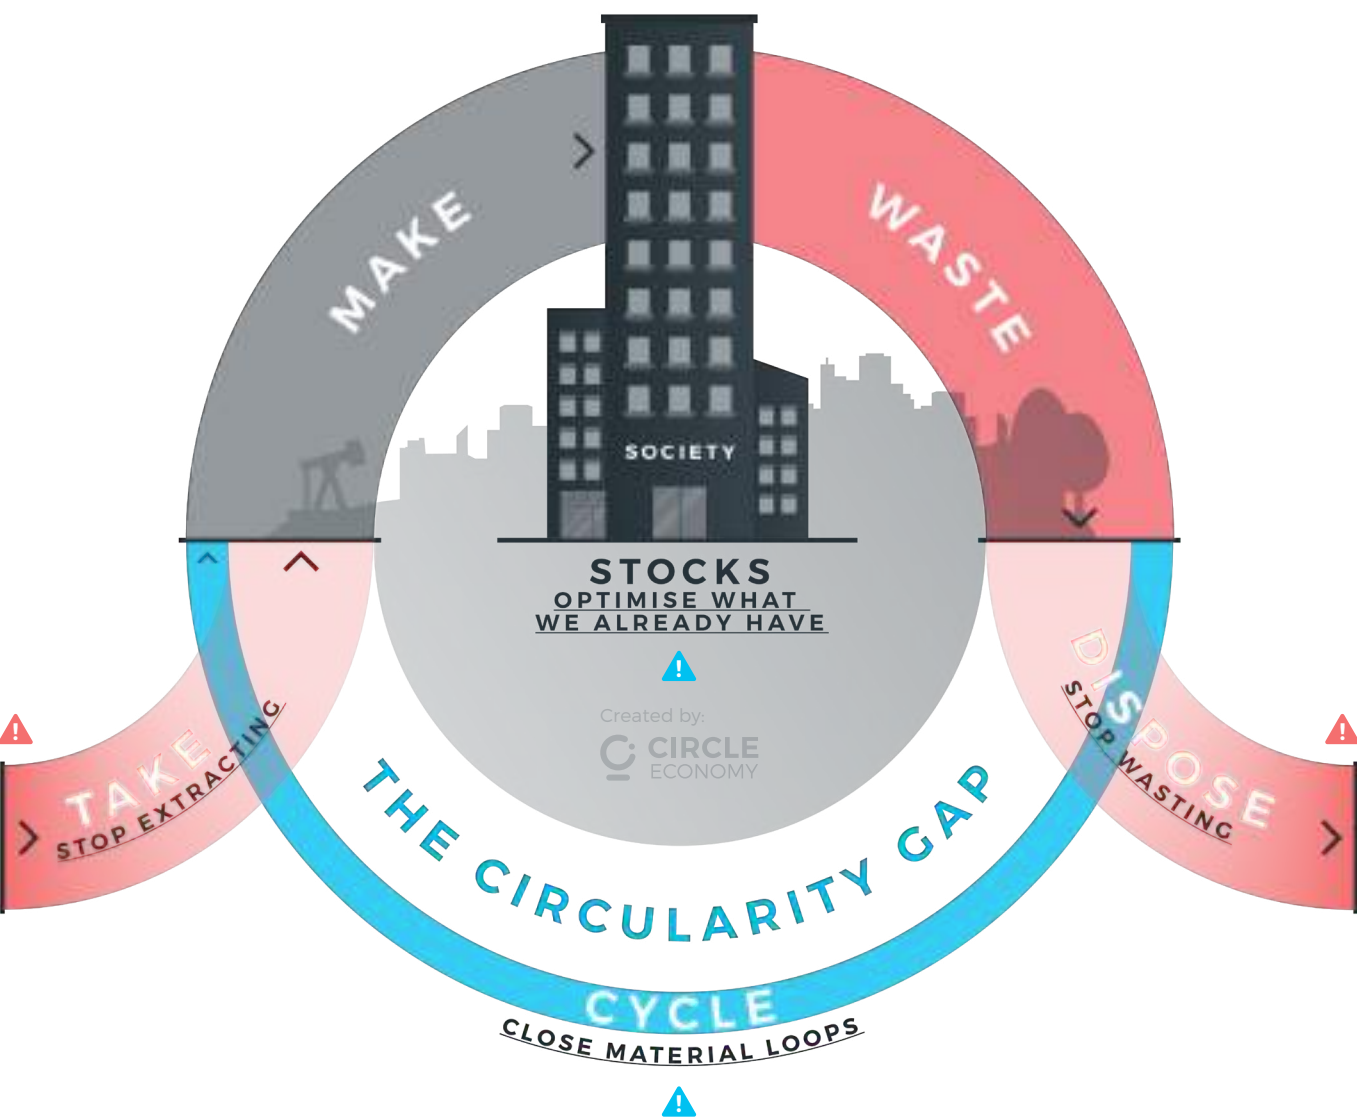 MAKE
WASTE
SOCIETY
STOCKS
OPTIMISE WHAT
WE ALREADY HAVE
Created by:
CIRCLE
ECONOMY
TAKE
STOP EXTRACTING
DISPOSE
STOP WASTING
THE CIRCULARITY GAP
CYCLE
CLOSE MATERIAL LOOPS